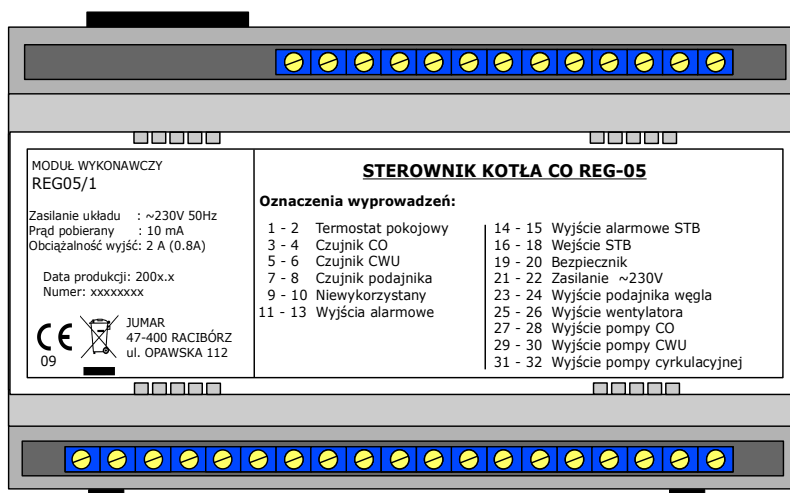 MODUŁ WYKONAWCZY
REG05/1
Zasilanie układu : ~230V 50Hz
Prąd pobierany : 10 mA
Obciążalność wyjść: 2 A (0.8A)
Data produkcji: 200x.x
Numer: xxxxxxxx
CE
09
JUMAR
47-400 RACIBÓRZ
ul. OPAWSKA 112
STEROWNIK KOTŁA CO REG-05
Oznaczenia wyprowadzeń:
1 - 2 Termostat pokojowy
3 - 4 Czujnik CO
5 - 6 Czujnik CWU
7 - 8 Czujnik podajnika
9 - 10 Niewykorzystany
11 - 13 Wyjścia alarmowe
14 - 15 Wyjście alarmowe STB
16 - 18 Wejście STB
19 - 20 Bezpiecznik
21 - 22 Zasilanie ~230V
23 - 24 Wyjście podajnika węgla
25 - 26 Wyjście wentylatora
27 - 28 Wyjście pompy CO
29 - 30 Wyjście pompy CWU
31 - 32 Wyjście pompy cyrkulacyjnej